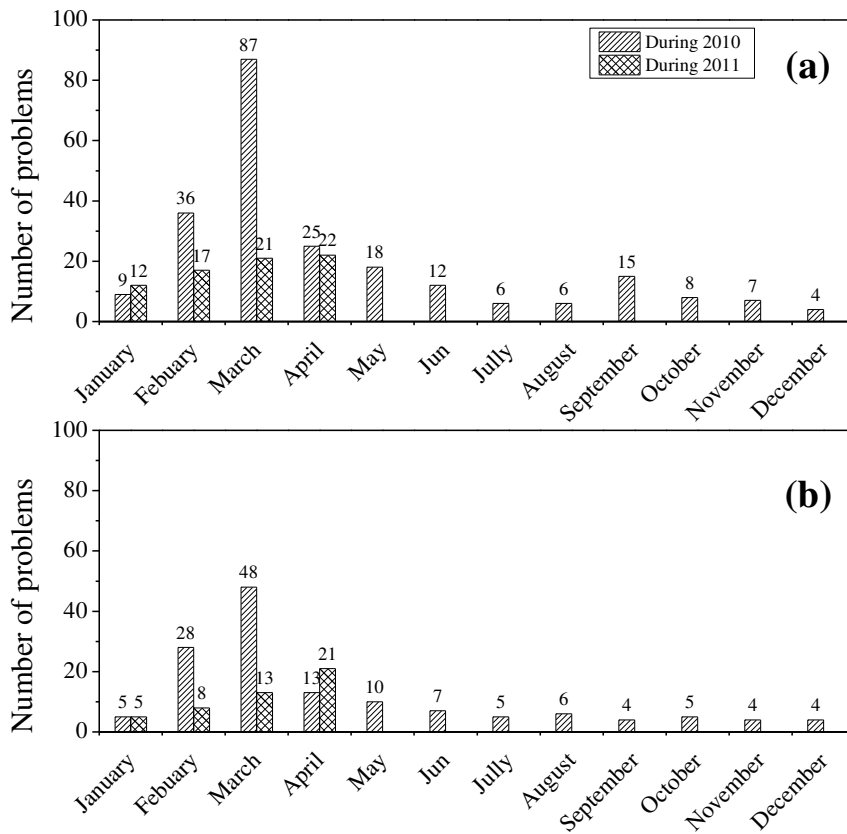 100
87
During 2010
During 2011
(a)
80
Number of problems
60
40
36
25
22
21
20
17
18
15
12
12
9
8
7
6
6
4
0
January
Febuary
March
April
May
Jun
Jully
August
September
October
November
December
100
(b)
80
Number of problems
60
48
40
28
21
20
13
13
10
8
7
6
5
5
5
5
4
4
4
0
January
Febuary
March
April
May
Jun
Jully
August
September
October
November
December